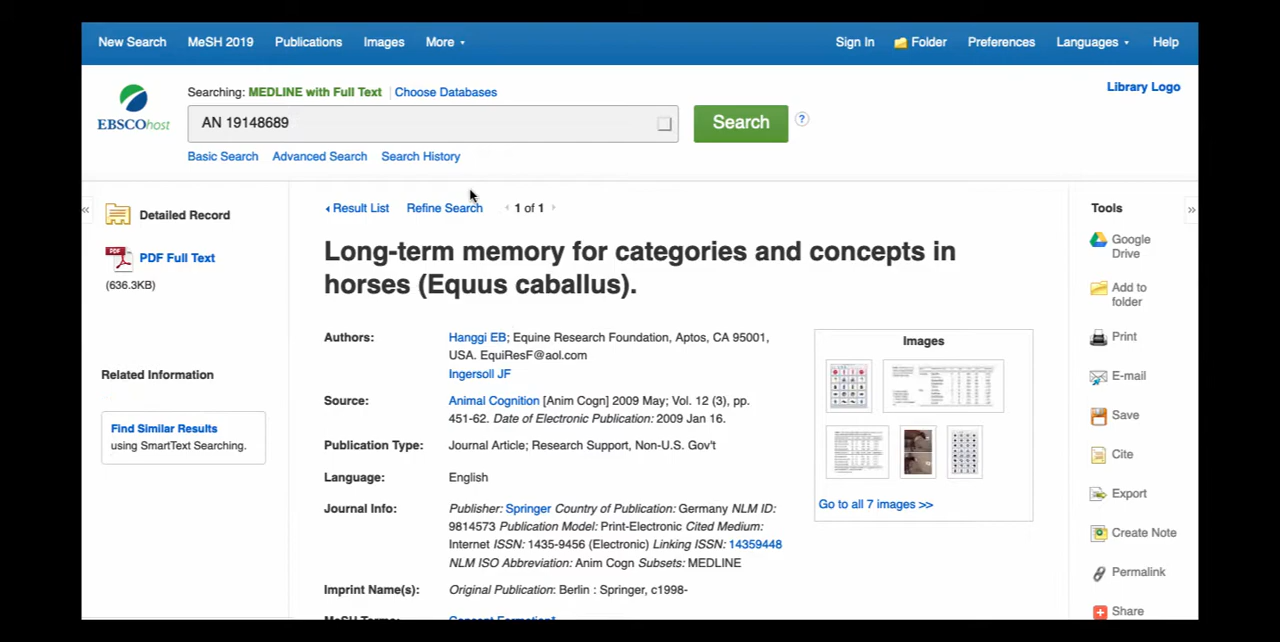 New Search MeSH 2019 Publications Images More Sign In Folder Preferences Languages Help
Library Logo
Searching: MEDLINE with Full Text Choose Databases
EBSCOhost
AN 19148689 Search ?
Basic Search Advanced Search Search History
« Detailed Record
PDF PDF Full Text
(636.3KB)
Related Information
Find Similar Results
using SmartText Searching.
Result List Refine Search 1 of 1
Long-term memory for categories and concepts in
horses (Equus caballus).
Authors: Hanggi EB; Equine Research Foundation, Aptos, CA 95001,
USA. EquiResF@aol.com
Ingersoll JF
Source: Animal Cognition [Anim Cogn] 2009 May; Vol. 12 (3), pp.
451-62. Date of Electronic Publication: 2009 Jan 16.
Publication Type: Journal Article; Research Support, Non-U.S. Gov't
Language: English
Journal Info: Publisher: Springer Country of Publication: Germany NLM ID:
9814573 Publication Model: Print-Electronic Cited Medium:
Internet ISSN: 1435-9456 (Electronic) Linking ISSN: 14359448
NLM ISO Abbreviation: Anim Cogn Subsets: MEDLINE
Imprint Name(s): Original Publication: Berlin : Springer, c1998-
MeSH Terms: Concept Formation*
Images
Go to all 7 images >>
Tools »
Google
Drive
Add to
folder
Print
E-mail
Save
Cite
Export
Create Note
Permalink
Share